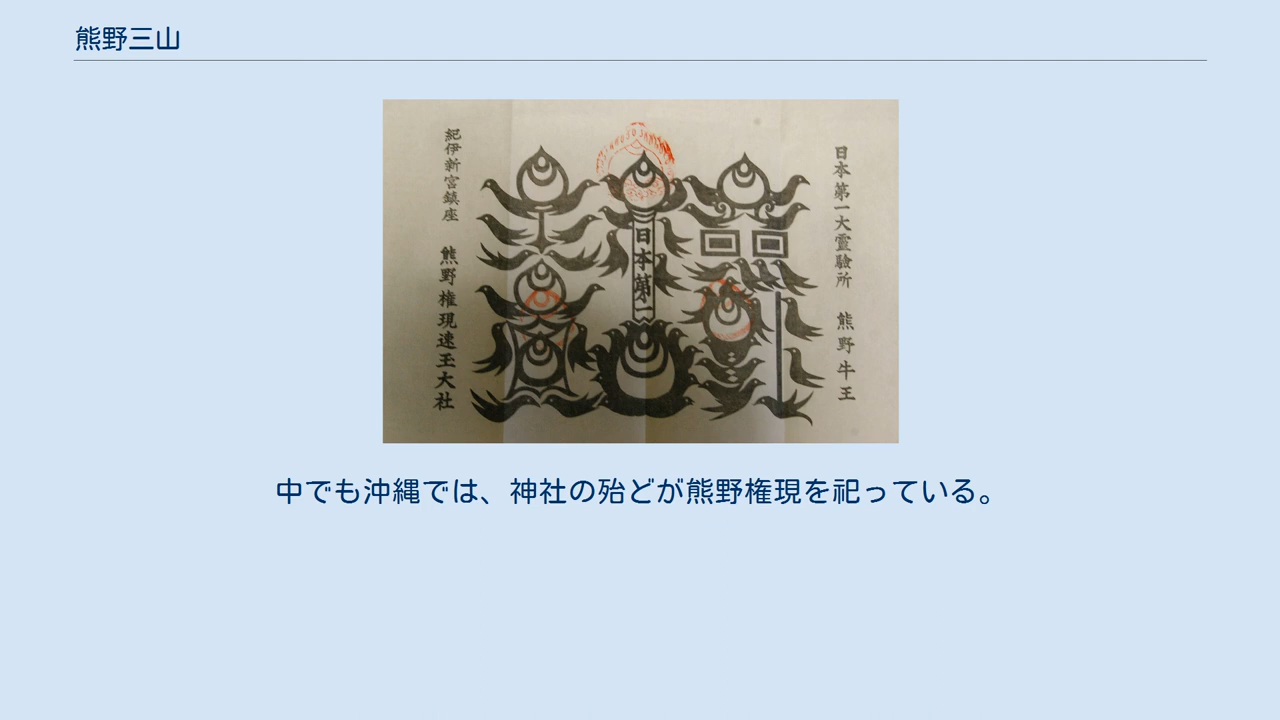 熊野三山
日本第一大霊驗所 熊野牛王
日本第一
紀伊新宮鎮座 熊野権現速玉大社
中でも沖縄では、神社の殆どが熊野権現を祀っている。